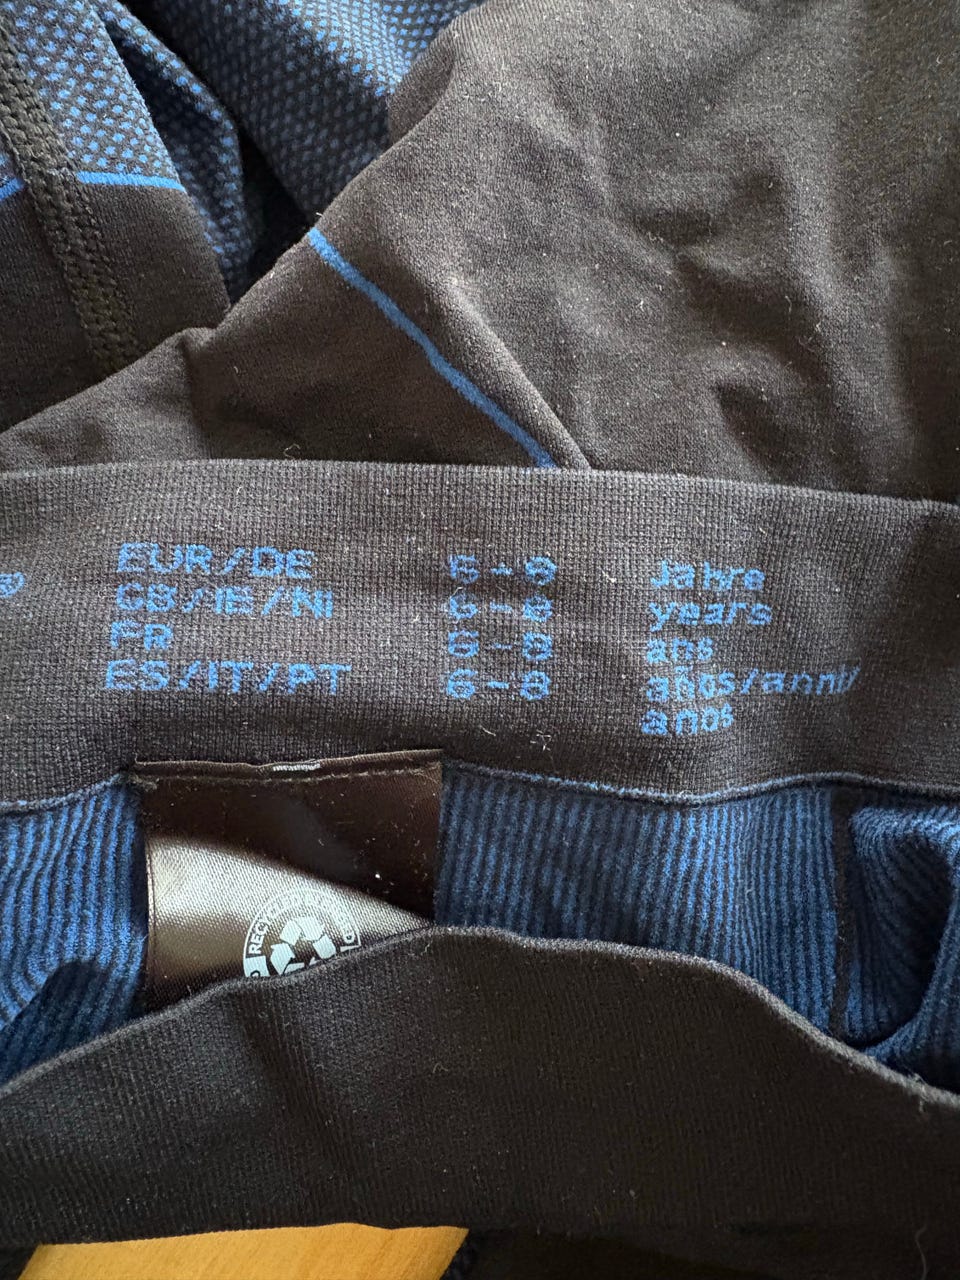 ®
EUR/DE 6-8 Jahre
GB/IE/NI 6-8 years
FR 6-8 ans
ES/IT/PT 6-8 años/anni/
anos
RECYCLED